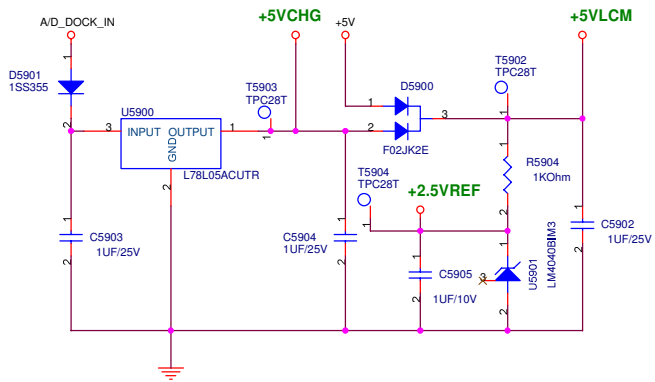 A/D_DOCK_IN
+5VCHG
+5V
+5VLCM
1
D5901
1SS355
2
U5900
3
INPUT OUTPUT
GND
1
2
L78L05ACUTR
T5903
TPC28T
1
D5900
1
2
3
F02JK2E
T5902
TPC28T
1
1
R5904
1KOhm
2
T5904
TPC28T
1
+2.5VREF
1
C5903
1UF/25V
2
1
C5904
1UF/25V
2
1
C5905
1UF/10V
2
1
3
2
U5901
LM4040BIM3
1
C5902
1UF/25V
2